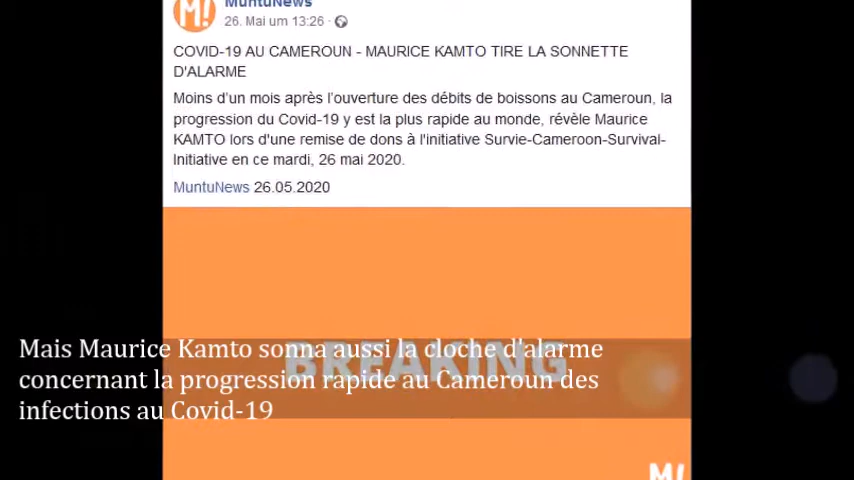 M!
MuntuNews
26. Mai um 13:26 ·
COVID-19 AU CAMEROUN - MAURICE KAMTO TIRE LA SONNETTE
D'ALARME
Moins d'un mois après l'ouverture des débits de boissons au Cameroun, la
progression du Covid-19 y est la plus rapide au monde, révèle Maurice
KAMTO lors d'une remise de dons à l'initiative Survie-Cameroon-Survival-
Initiative en ce mardi, 26 mai 2020.
MuntuNews 26.05.2020
BREAKING
Mais Maurice Kamto sonna aussi la cloche d'alarme
concernant la progression rapide au Cameroun des
infections au Covid-19
M!